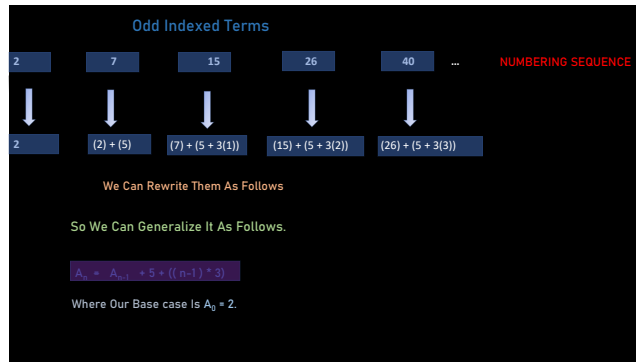 Odd Indexed Terms
2 7 15 26 40 ... NUMBERING SEQUENCE
2 (2) + (5) (7) + (5 + 3(1)) (15) + (5 + 3(2)) (26) + (5 + 3(3))
We Can Rewrite Them As Follows
So We Can Generalize It As Follows.
Aₙ = Aₙ₋₁ + 5 + (( n-1 ) * 3)
Where Our Base case Is A₀ = 2.